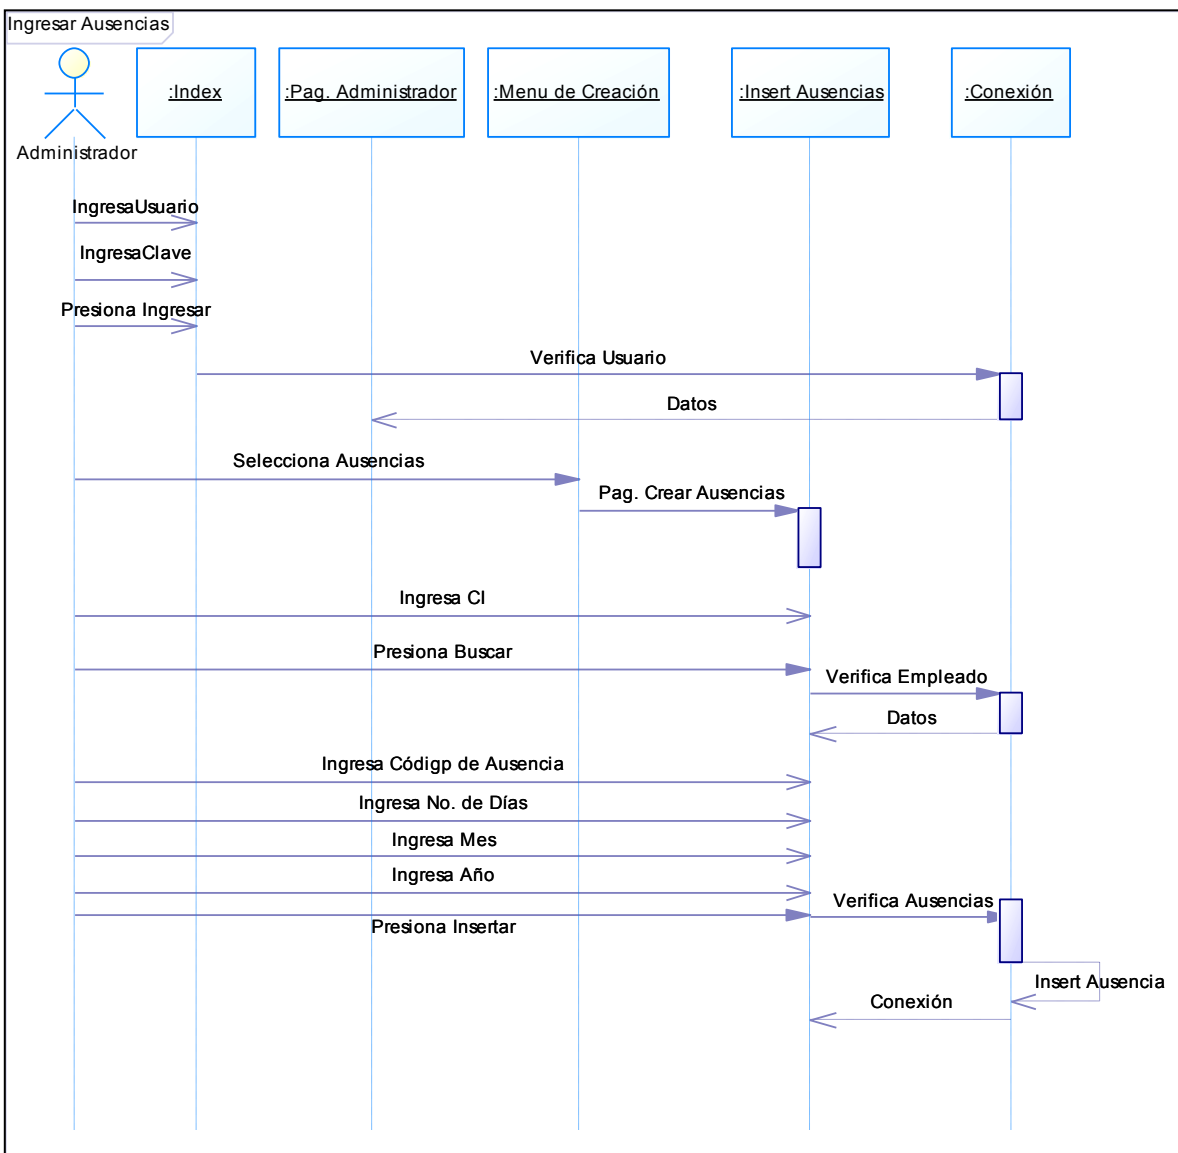 Ingresar Ausencias
:Index
:Pag. Administrador
:Menu de Creación
:Insert Ausencias
:Conexión
Administrador
IngresaUsuario
IngresaClave
Presiona Ingresar
Verifica Usuario
Datos
Selecciona Ausencias
Pag. Crear Ausencias
Ingresa CI
Presiona Buscar
Verifica Empleado
Datos
Ingresa Códigp de Ausencia
Ingresa No. de Días
Ingresa Mes
Ingresa Año
Verifica Ausencias
Presiona Insertar
Insert Ausencia
Conexión